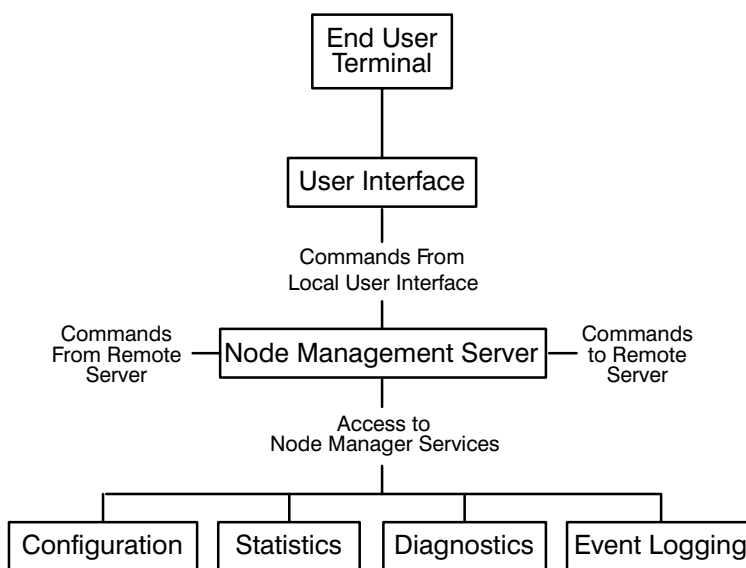 End User
Terminal
User Interface
Commands From
Local User Interface
Commands
From Remote
Server
Node Management Server
Commands
to Remote
Server
Access to
Node Manager Services
Configuration
Statistics
Diagnostics
Event Logging